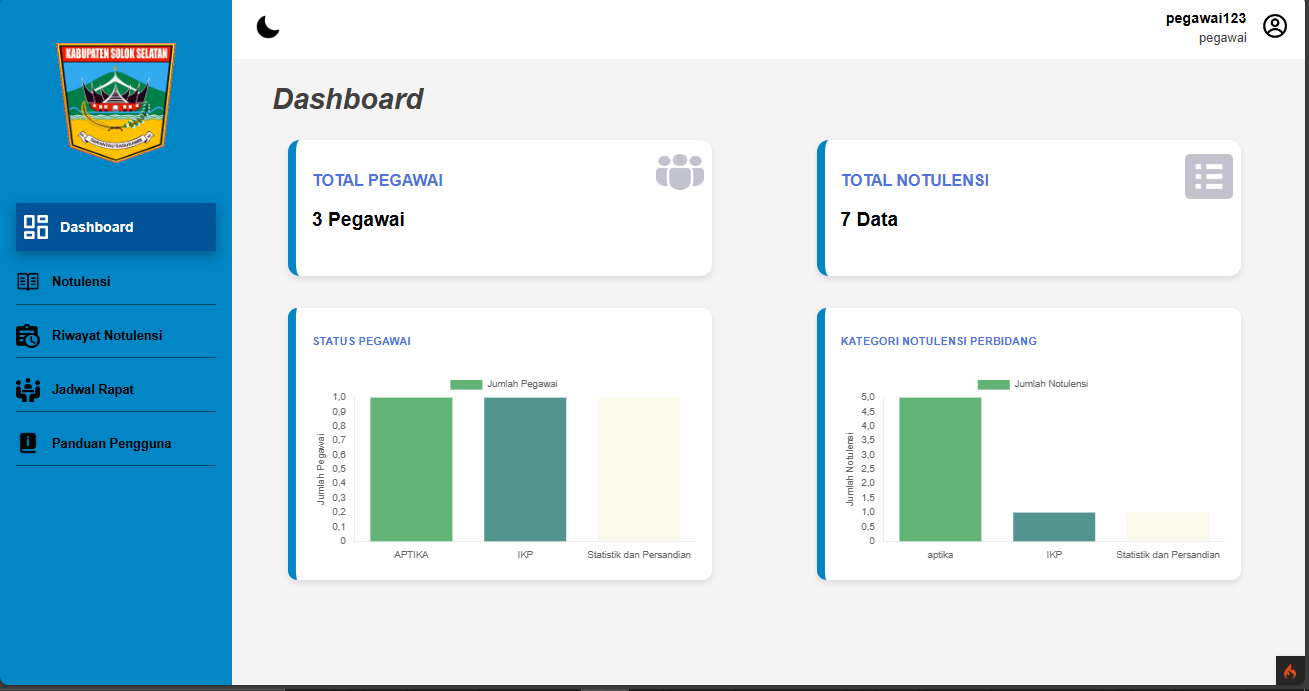 KABUPATEN SOLOK SELATAN
Dashboard
Notulensi
Riwayat Notulensi
Jadwal Rapat
Panduan Pengguna
pegawai123
pegawai
Dashboard
TOTAL PEGAWAI
3 Pegawai
TOTAL NOTULENSI
7 Data
STATUS PEGAWAI
Jumlah Pegawai
Jumlah Pegawai
1,0
0,9
0,8
0,7
0,6
0,5
0,4
0,3
0,2
0,1
0
APTIKA IKP Statistik dan Persandian
KATEGORI NOTULENSI PERBIDANG
Jumlah Notulensi
Jumlah Notulensi
5,0
4,5
4,0
3,5
3,0
2,5
2,0
1,5
1,0
0,5
0
aptika IKP Statistik dan Persandian